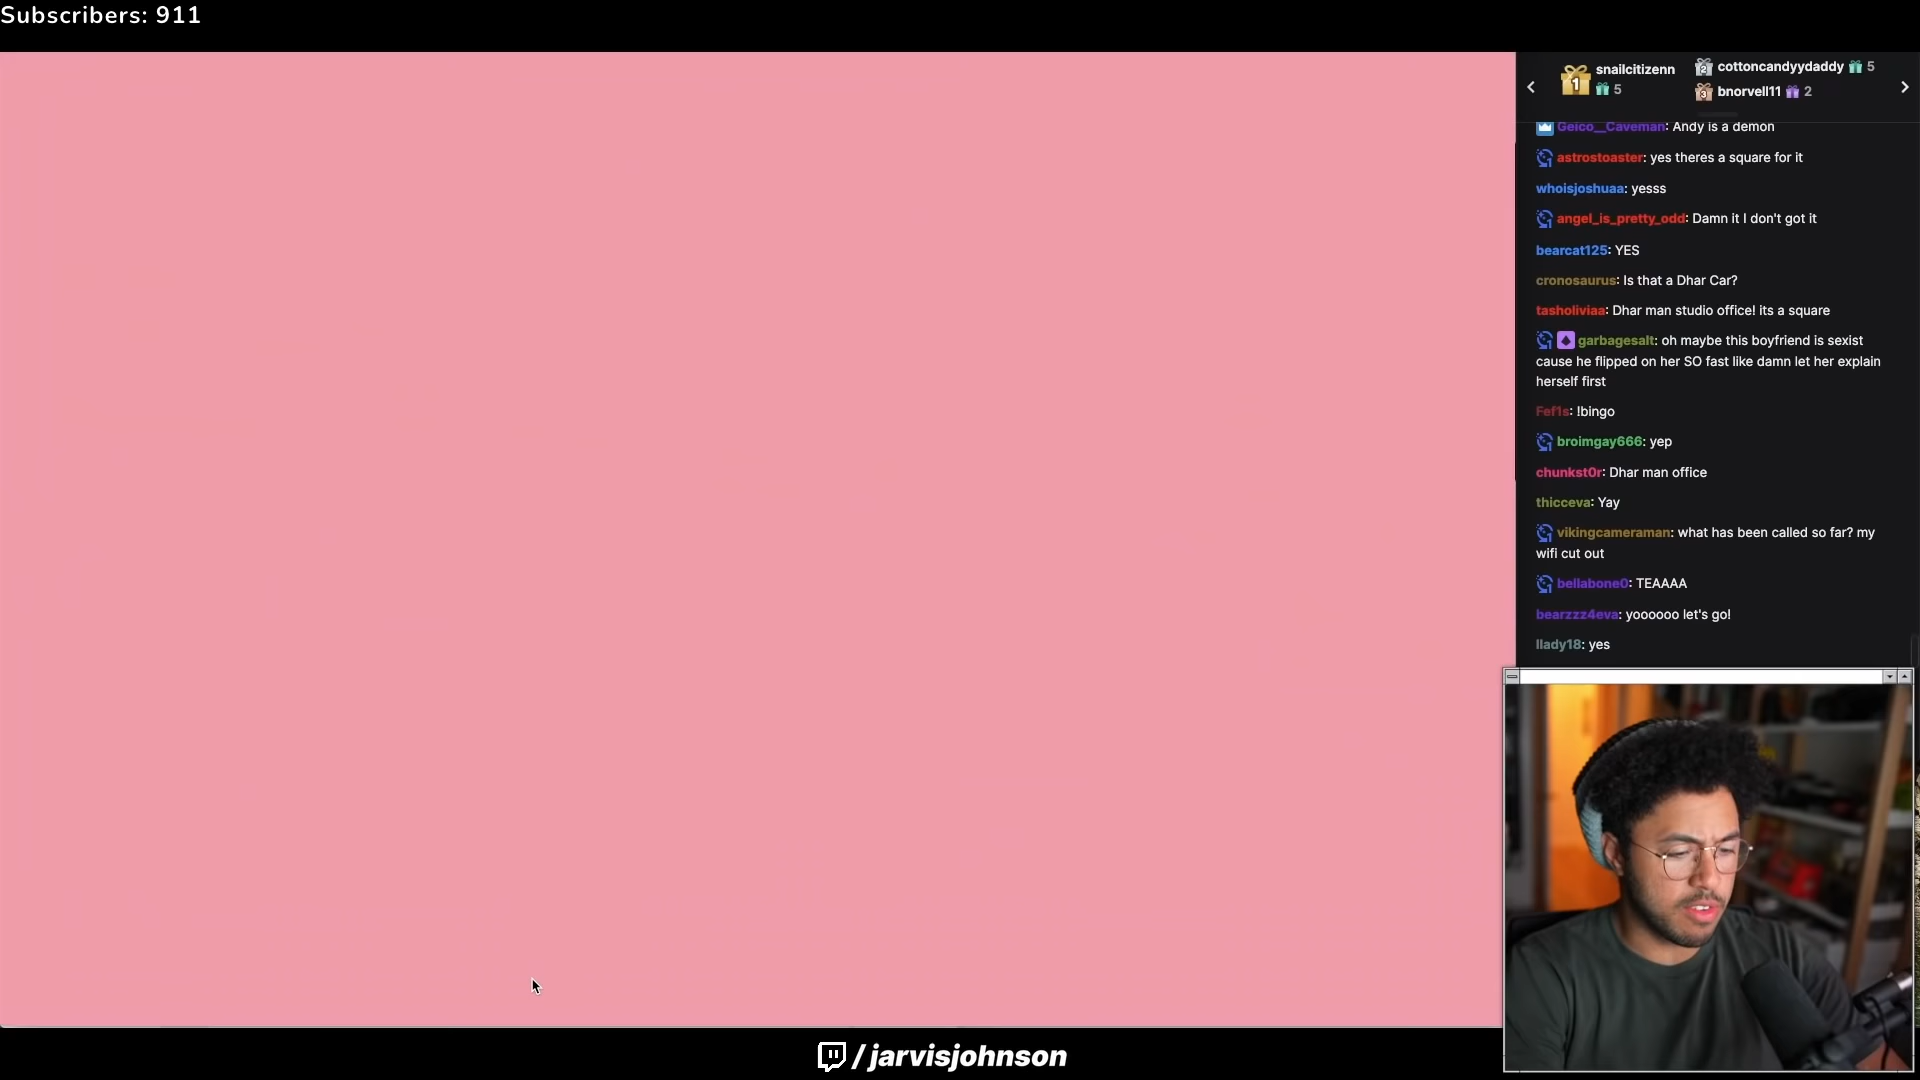 Subscribers: 911
1
snailcitizenn
5
2
cottoncandyydaddy 5
3
bnorvell11 2
Geico__Caveman: Andy is a demon
astrostoaster: yes theres a square for it
whoisjoshuaa: yesss
angel_is_pretty_odd: Damn it I don't got it
bearcat125: YES
cronosaurus: Is that a Dhar Car?
tasholiviaa: Dhar man studio office! its a square
garbagesalt: oh maybe this boyfriend is sexist
cause he flipped on her SO fast like damn let her explain
herself first
Fef1s: !bingo
broimgay666: yep
chunkst0r: Dhar man office
thicceva: Yay
vikingcameraman: what has been called so far? my
wifi cut out
bellabone0: TEAAAA
bearzzz4eva: yoooooo let's go!
llady18: yes
/jarvisjohnson